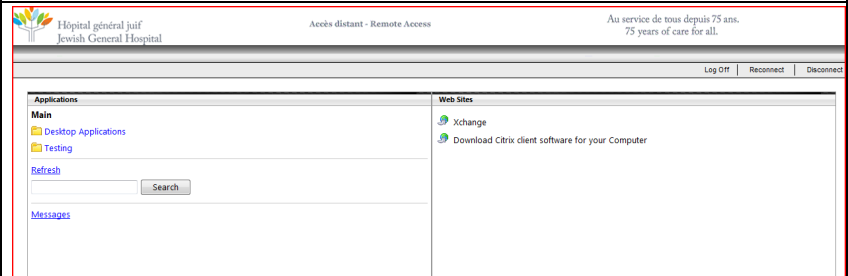 Hôpital général juif
Jewish General Hospital
Accès distant - Remote Access
Au service de tous depuis 75 ans.
75 years of care for all.
Log Off | Reconnect | Disconnect
Applications
Main
Desktop Applications
Testing
Refresh
Search
Messages
Web Sites
Xchange
Download Citrix client software for your Computer